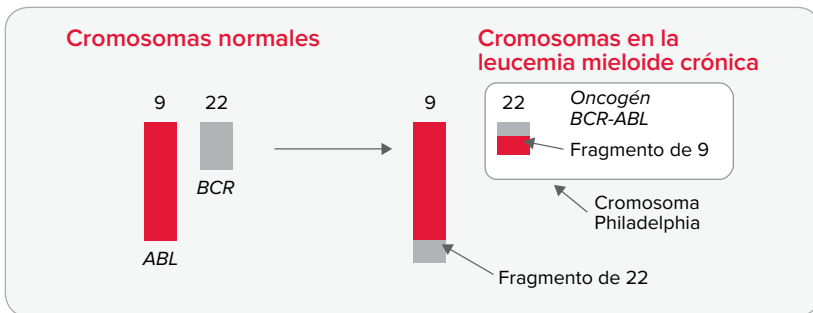 Cromosomas normales
9
22
BCR
ABL
Cromosomas en la
leucemia mieloide crónica
9
22
Oncogén
BCR-ABL
Fragmento de 9
Cromosoma
Philadelphia
Fragmento de 22